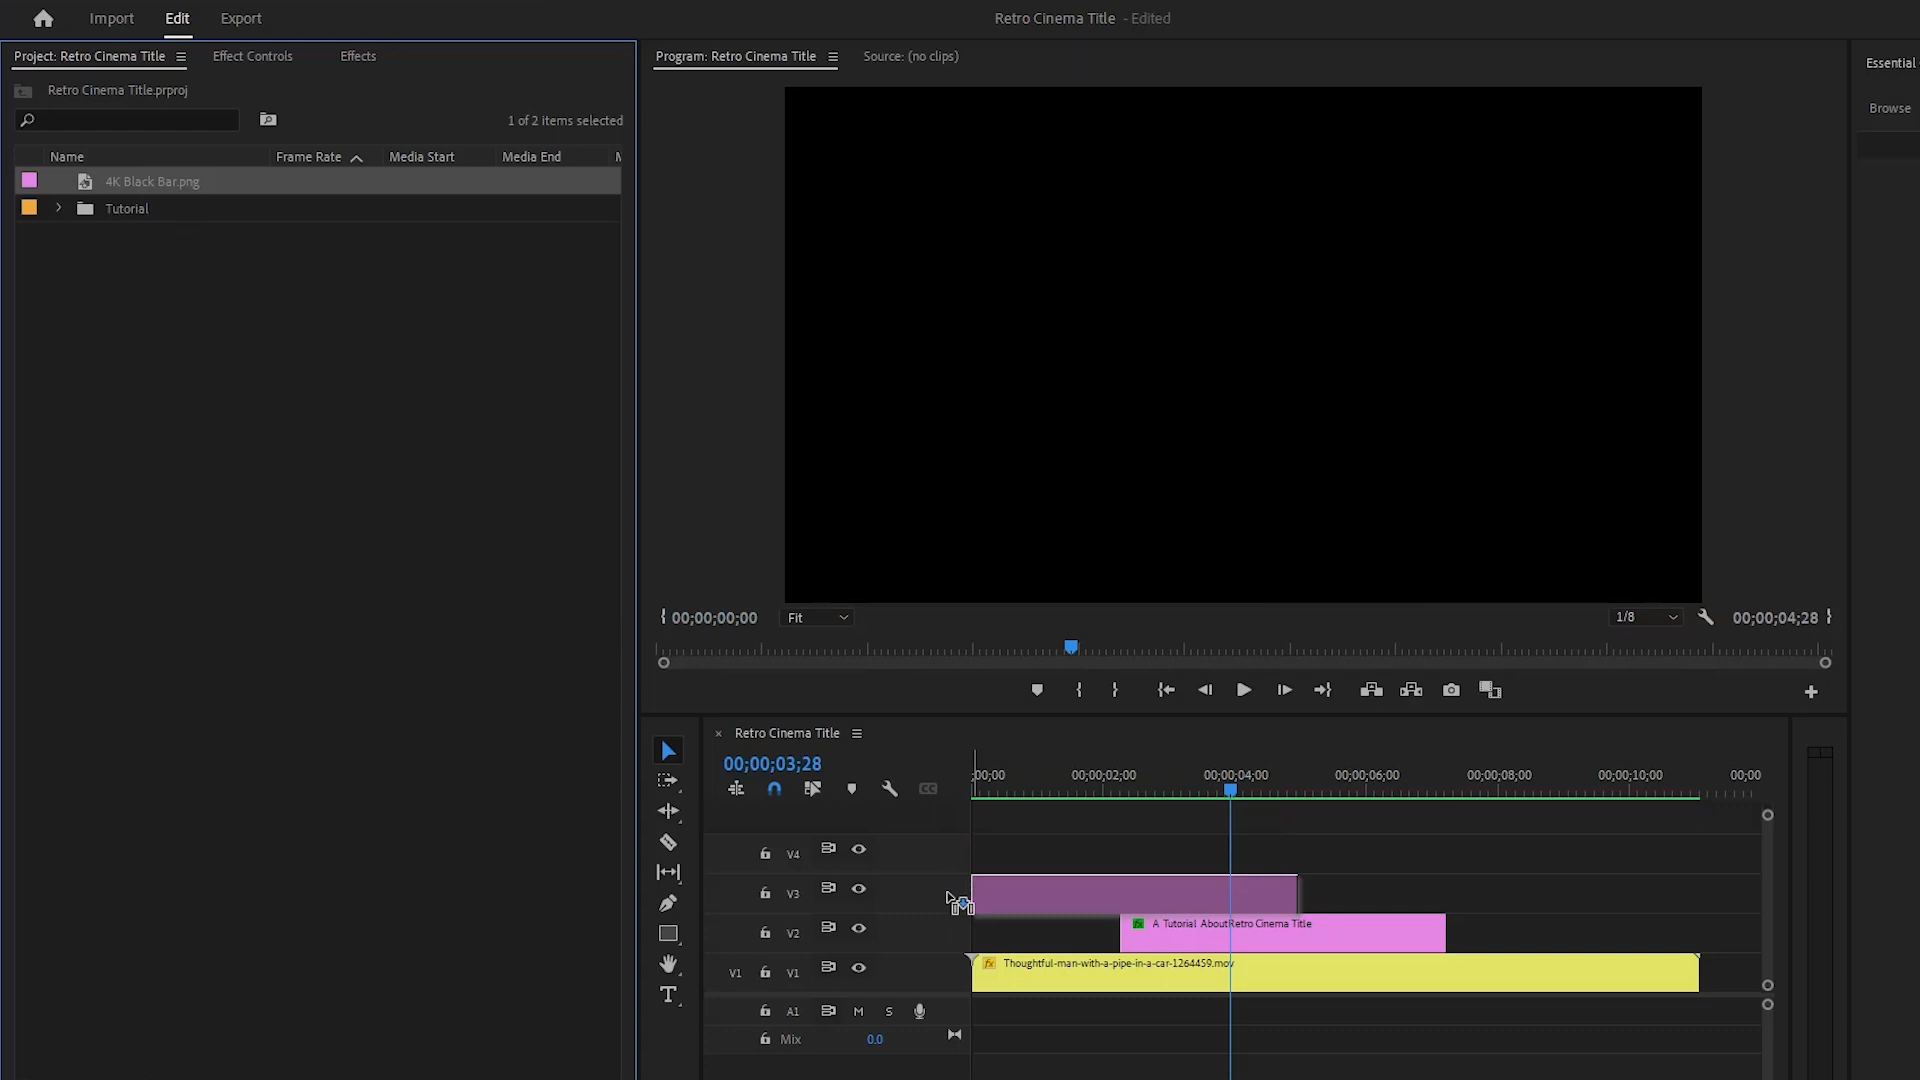 Import Edit Export
Retro Cinema Title - Edited
Project: Retro Cinema Title Effect Controls Effects
Program: Retro Cinema Title Source: (no clips)
Essential
Retro Cinema Title.prproj
Browse
1 of 2 items selected
Name Frame Rate Media Start Media End M
4K Black Bar.png
Tutorial
00;00;00;00 Fit 1/8 00;00;04;28
Retro Cinema Title
00;00;03;28
;00;00 00;00;02;00 00;00;04;00 00;00;06;00 00;00;08;00 00;00;10;00 00;00
CC
V4
V3
V2
A Tutorial AboutRetro Cinema Title
V1 V1
Thoughtful-man-with-a-pipe-in-a-car-1264459.mov
A1 M S
Mix 0.0